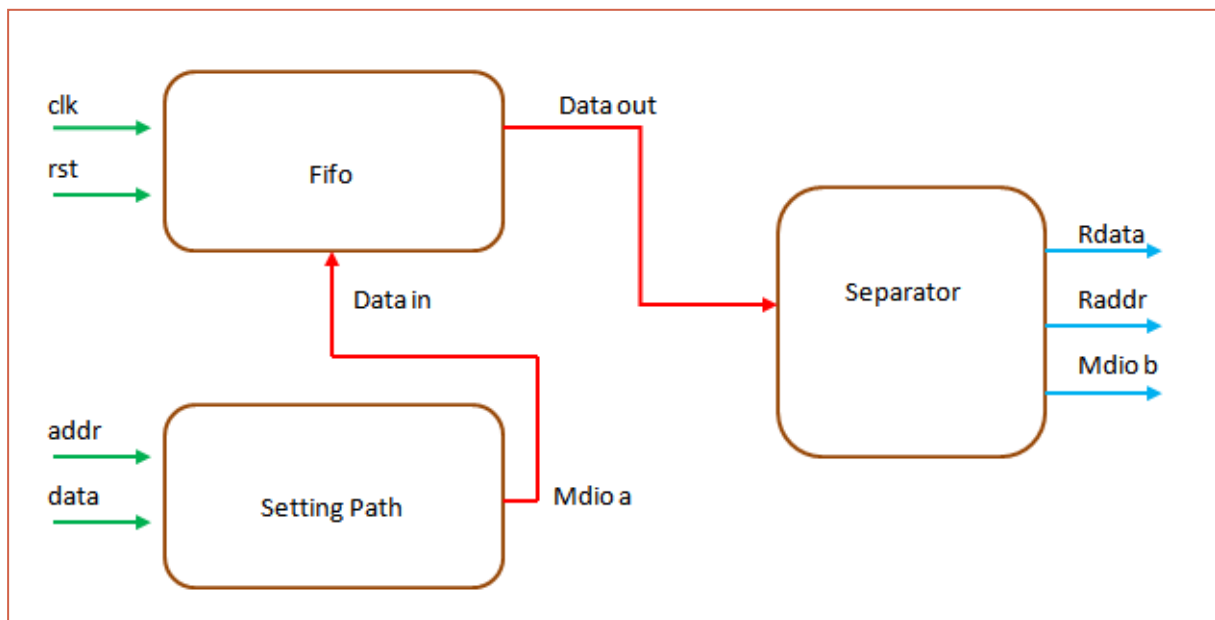 clk
Data out
rst
Fifo
Rdata
Separator
Data in
Raddr
Mdio b
addr
data
Setting Path
Mdio a